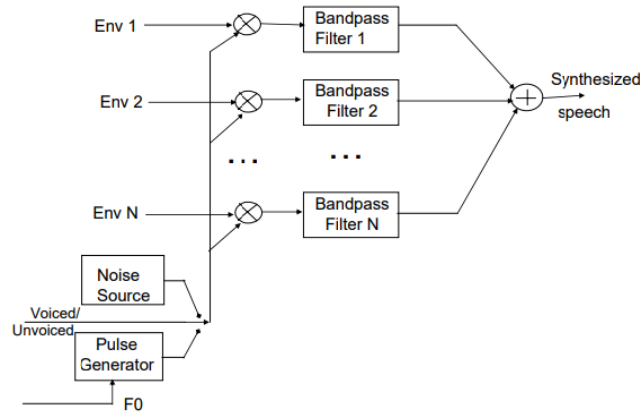 Env 1
Bandpass
Filter 1
Env 2
Bandpass
Filter 2
Synthesized
speech
...
...
Env N
Bandpass
Filter N
Noise
Source
Voiced/
Unvoiced
Pulse
Generator
F0